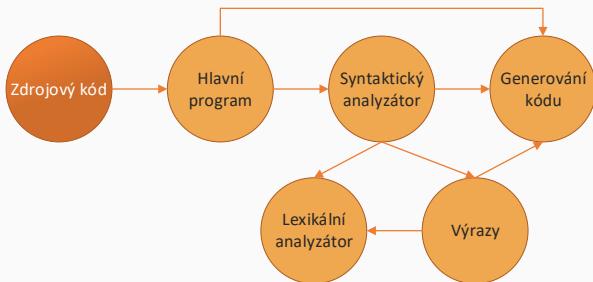 Zdrojový kód
Hlavní
program
Syntaktický
analyzátor
Generování
kódu
Lexikální
analyzátor
Výrazy